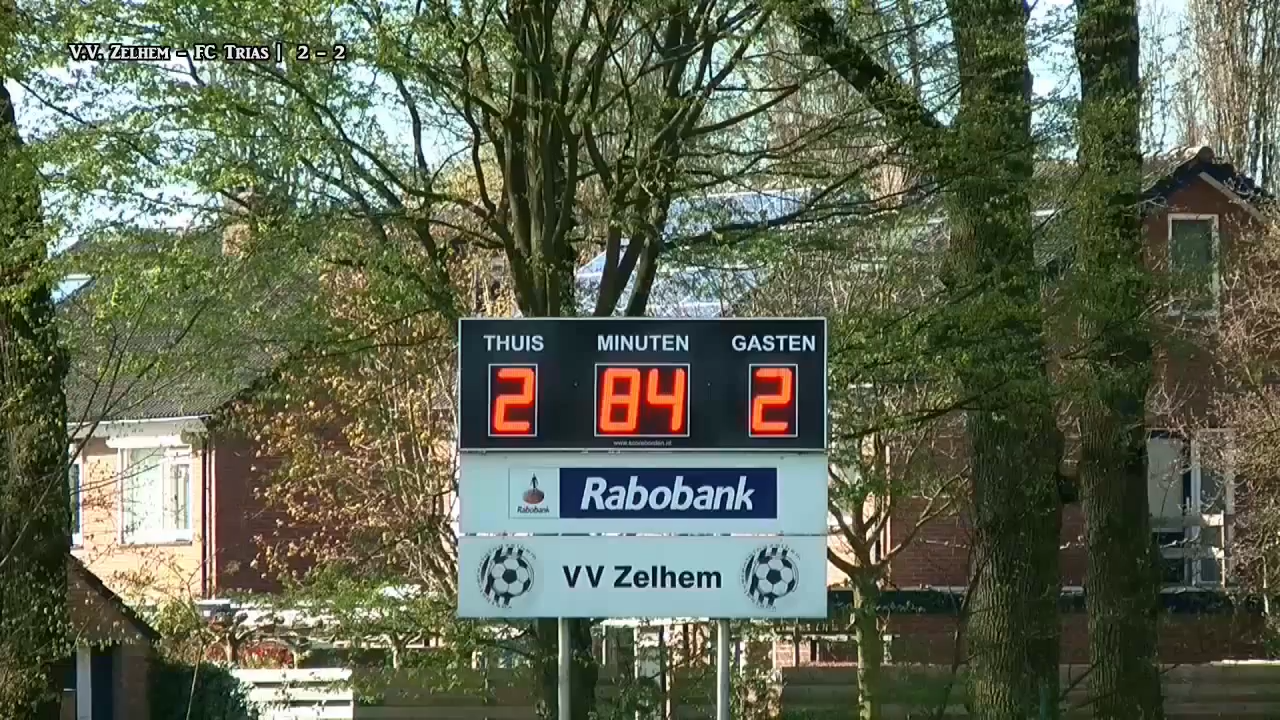 V.V. Zelhem - FC Trias | 2 - 2
THUIS MINUTEN GASTEN
2 84 2
Rabobank Rabobank
VV Zelhem